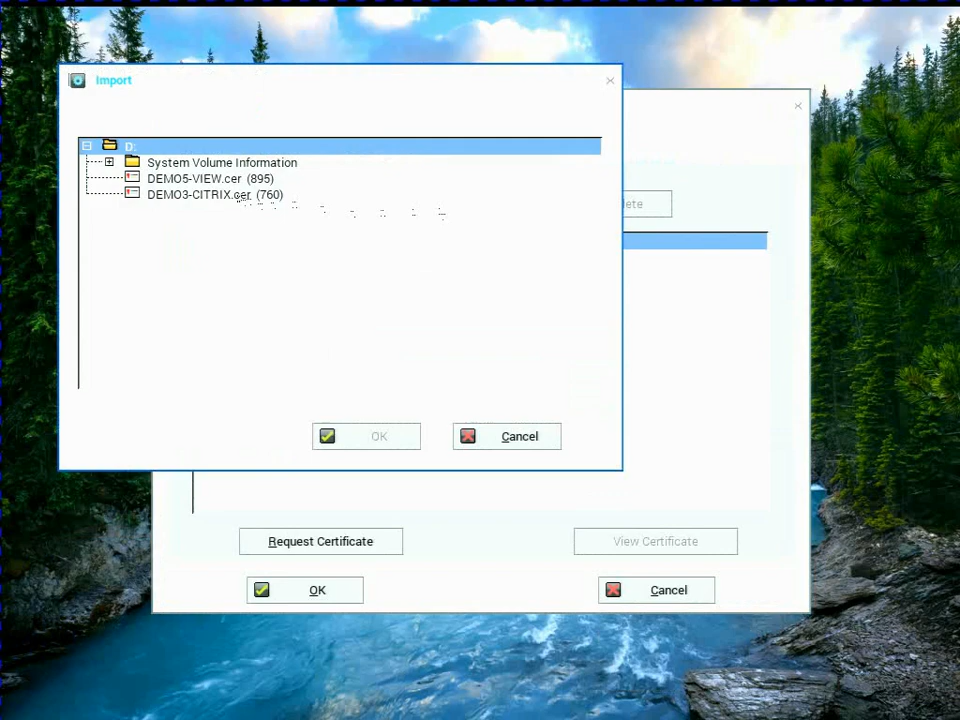 Import
D:
System Volume Information
DEMO5-VIEW.cer (895)
DEMO3-CITRIX.cer (760)
OK
Cancel
Request Certificate
View Certificate
OK
Cancel